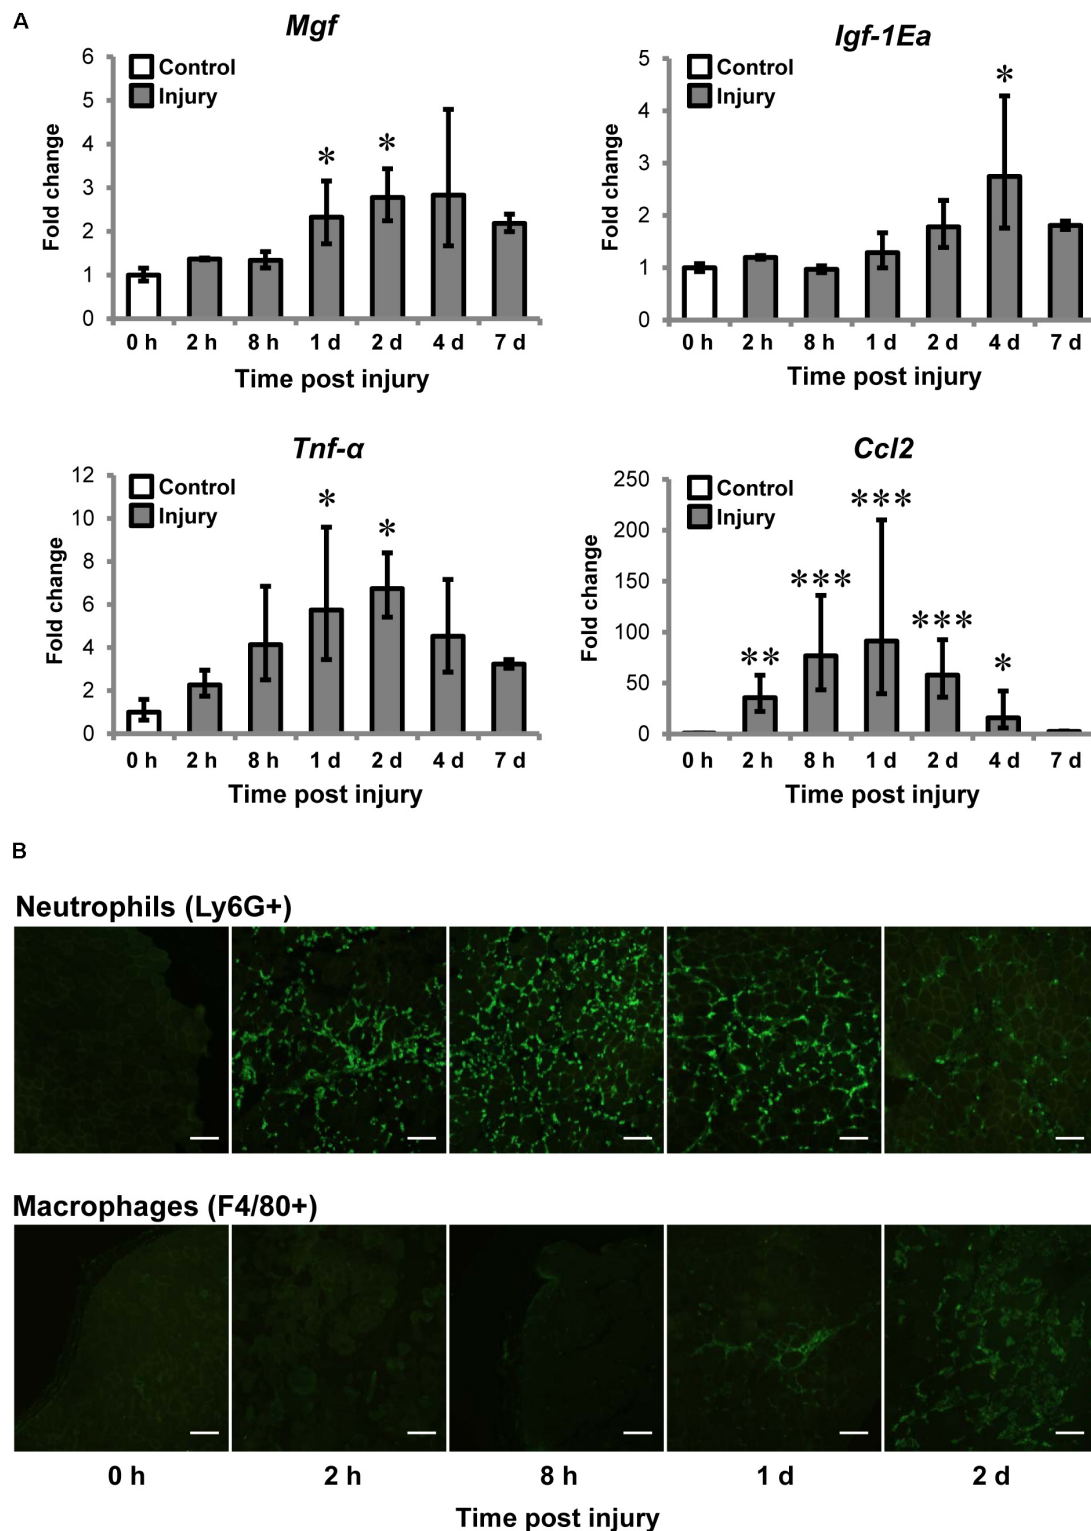 A
Mgf
6
5
4
3
2
1
0
Fold change
Control
Injury
*
*
0 h 2 h 8 h 1 d 2 d 4 d 7 d
Time post injury
Igf-1Ea
5
4
3
2
1
0
Fold change
Control
Injury
*
0 h 2 h 8 h 1 d 2 d 4 d 7 d
Time post injury
Tnf-α
12
10
8
6
4
2
0
Fold change
Control
Injury
*
*
0 h 2 h 8 h 1 d 2 d 4 d 7 d
Time post injury
Ccl2
250
200
150
100
50
0
Fold change
Control
Injury
**
***
***
***
*
0 h 2 h 8 h 1 d 2 d 4 d 7 d
Time post injury
B
Neutrophils (Ly6G+)
Macrophages (F4/80+)
0 h 2 h 8 h 1 d 2 d
Time post injury